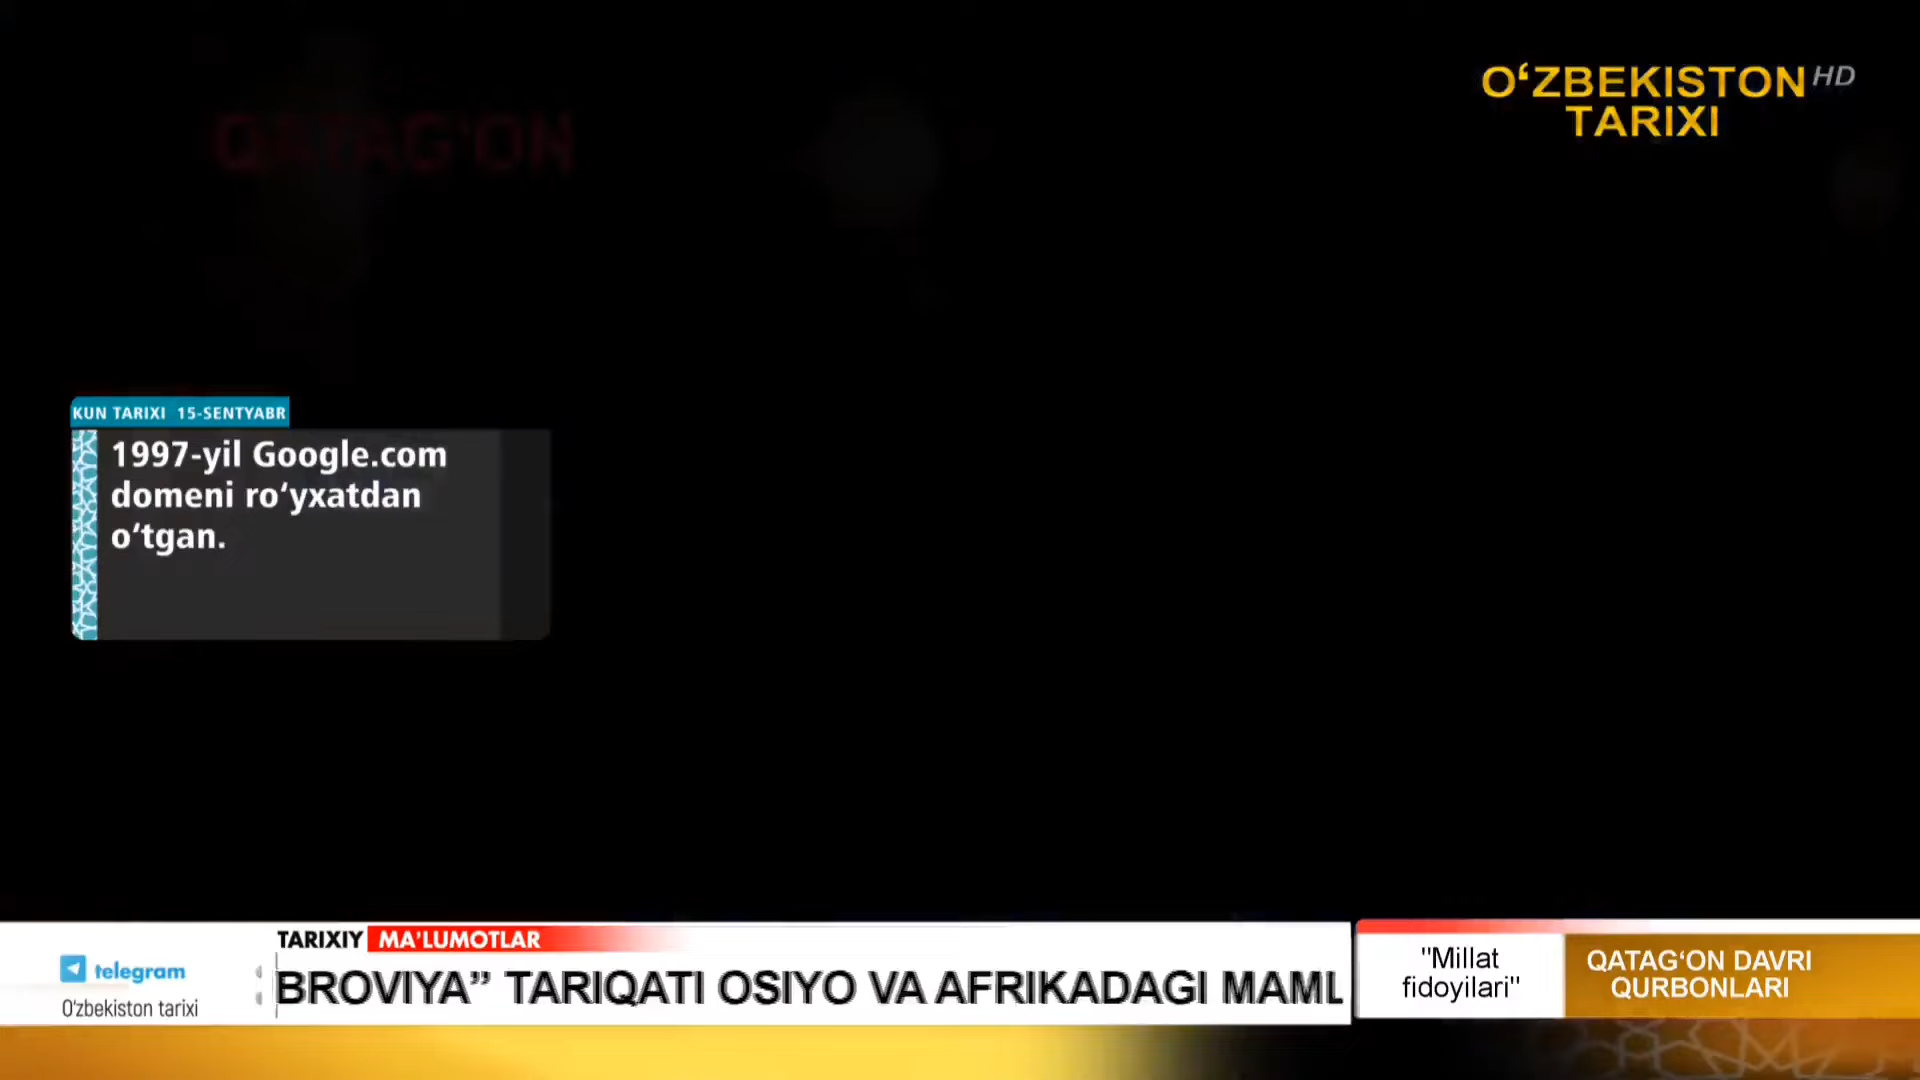 O‘ZBEKISTON HD
TARIXI
QATAG‘ON
KUN TARIXI 15-SENTYABR
1997-yil Google.com
domeni ro‘yxatdan
o‘tgan.
TARIXIY MA'LUMOTLAR
telegram
O‘zbekiston tarixi
BROVIYA” TARIQATI OSIYO VA AFRIKADAGI MAML
"Millat
fidoyilari"
QATAG‘ON DAVRI
QURBONLARI